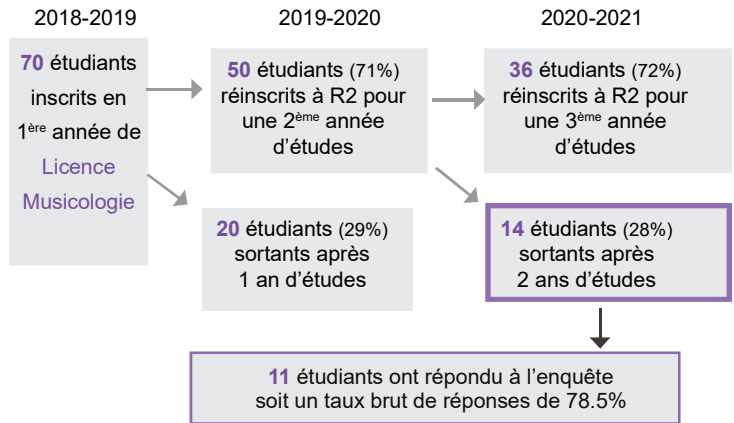 2018-2019
2019-2020
2020-2021
70 étudiants
inscrits en
1ère année de
Licence
Musicologie
50 étudiants (71%)
réinscrits à R2 pour
une 2ème année
d’études
36 étudiants (72%)
réinscrits à R2 pour
une 3ème année
d’études
20 étudiants (29%)
sortants après
1 an d’études
14 étudiants (28%)
sortants après
2 ans d’études
11 étudiants ont répondu à l’enquête
soit un taux brut de réponses de 78.5%